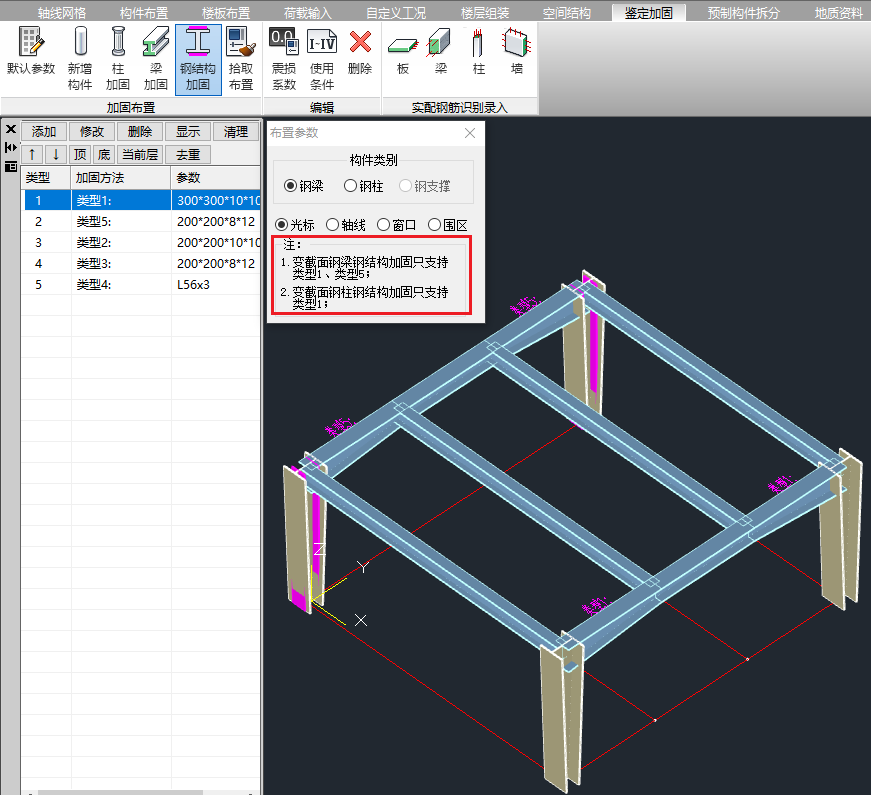 轴线网格 构件布置 楼板布置 荷载输入 自定义工况 楼层组装 空间结构 鉴定加固 预制构件拆分 地质资料
默认参数 新增构件 柱加固 梁加固 钢结构加固 拾取布置 震损系数 使用条件 删除 板 梁 柱 墙
0.0
I-IV
加固布置 编辑 实配钢筋识别录入
添加 修改 删除 显示 清理
↑ ↓ 顶 底 当前层 去重
类型 加固方法 参数
1 类型1: 300*300*10*10
2 类型5: 200*200*8*12
3 类型2: 200*200*10*10
4 类型3: 200*200*8*12
5 类型4: L56x3
布置参数
构件类别
钢梁 钢柱 钢支撑
光标 轴线 窗口 围区
注:
1. 变截面钢梁钢结构加固只支持
类型1、类型5;
2. 变截面钢柱钢结构加固只支持
类型1;
Z
Y
X